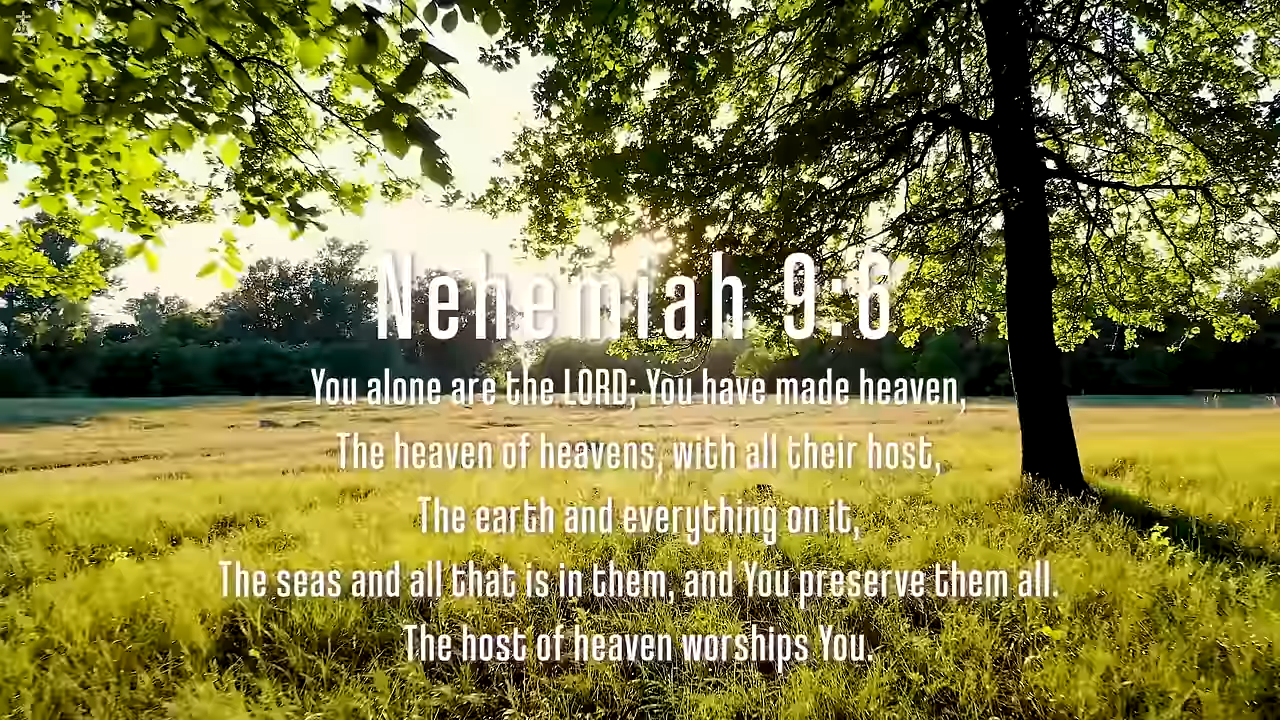 Nehemiah 9:6
You alone are the LORD; You have made heaven,
The heaven of heavens, with all their host,
The earth and everything on it,
The seas and all that is in them, and You preserve them all.
The host of heaven worships You.